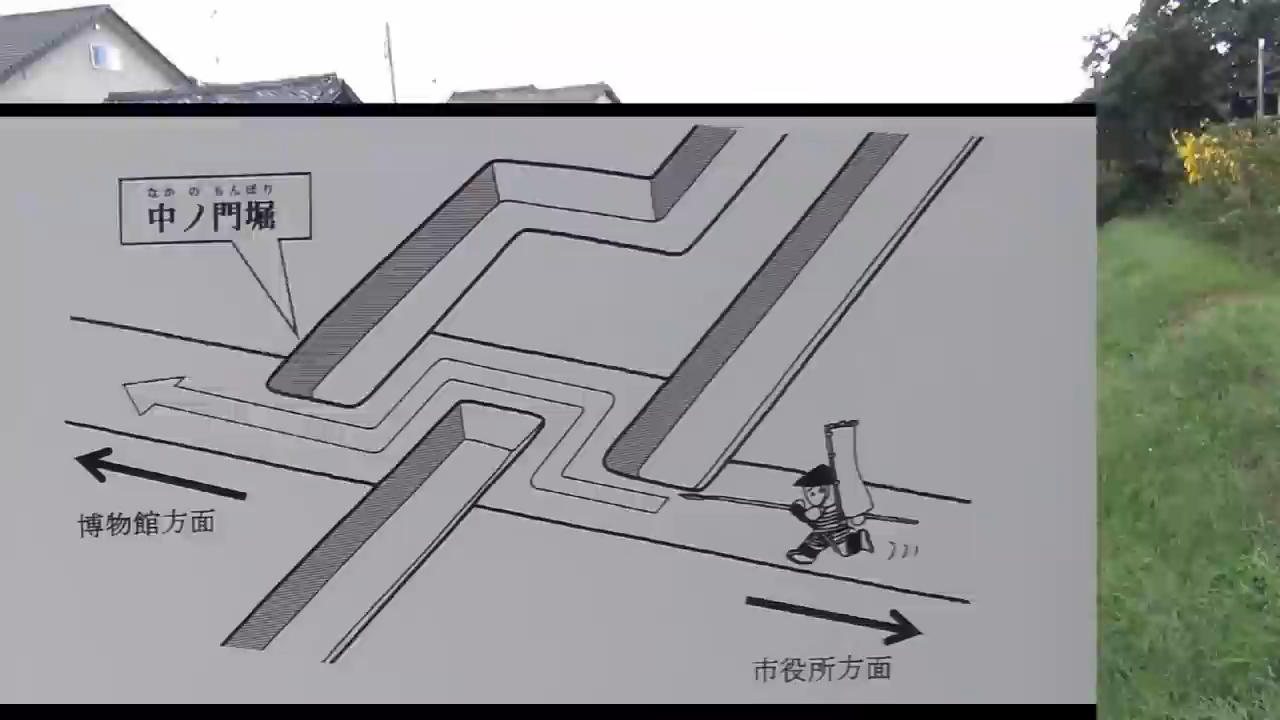 なかのもんぼり
中ノ門堀
博物館方面
市役所方面